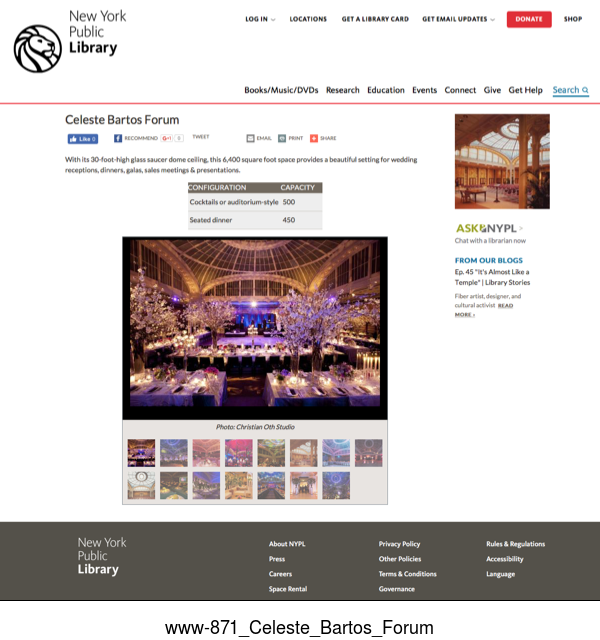 New York
Public
Library
LOG IN LOCATIONS GET A LIBRARY CARD GET EMAIL UPDATES DONATE SHOP
Books/Music/DVDs Research Education Events Connect Give Get Help Search
Celeste Bartos Forum
Like 0 RECOMMEND G+1 0 TWEET EMAIL PRINT SHARE
With its 30-foot-high glass saucer dome ceiling, this 6,400 square foot space provides a beautiful setting for wedding
receptions, dinners, galas, sales meetings & presentations.
CONFIGURATION CAPACITY
Cocktails or auditorium-style 500
Seated dinner 450
Photo: Christian Oth Studio
ASK NYPL
Chat with a librarian now
FROM OUR BLOGS
Ep. 45 "It's Almost Like a
Temple" | Library Stories
Fiber artist, designer, and
cultural activist READ
MORE ›
New York
Public
Library
About NYPL Privacy Policy Rules & Regulations
Press Other Policies Accessibility
Careers Terms & Conditions Language
Space Rental Governance
www-871_Celeste_Bartos_Forum